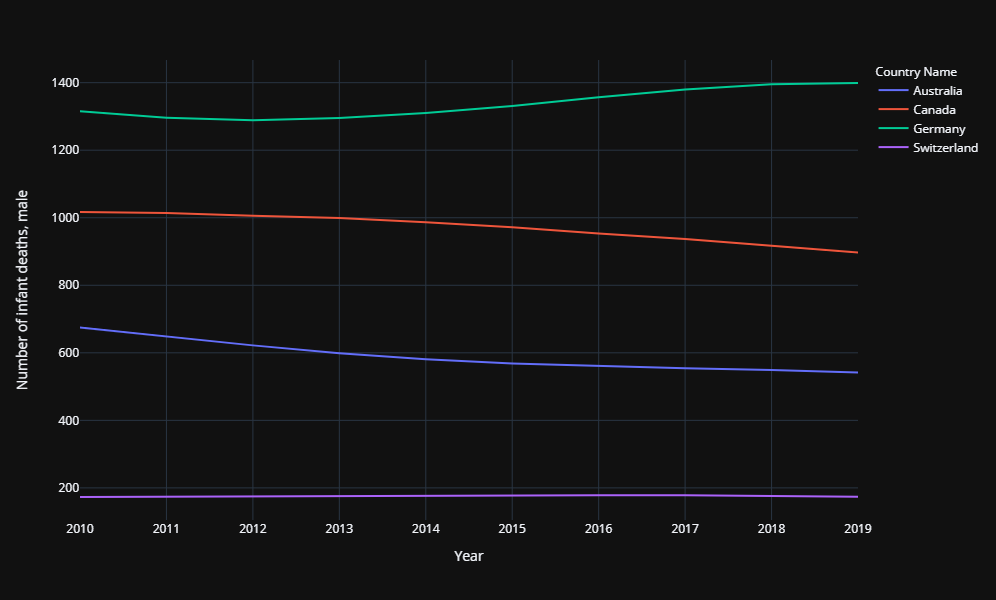 Country Name
Australia
Canada
Germany
Switzerland
Number of infant deaths, male
1400
1200
1000
800
600
400
200
2010 2011 2012 2013 2014 2015 2016 2017 2018 2019
Year